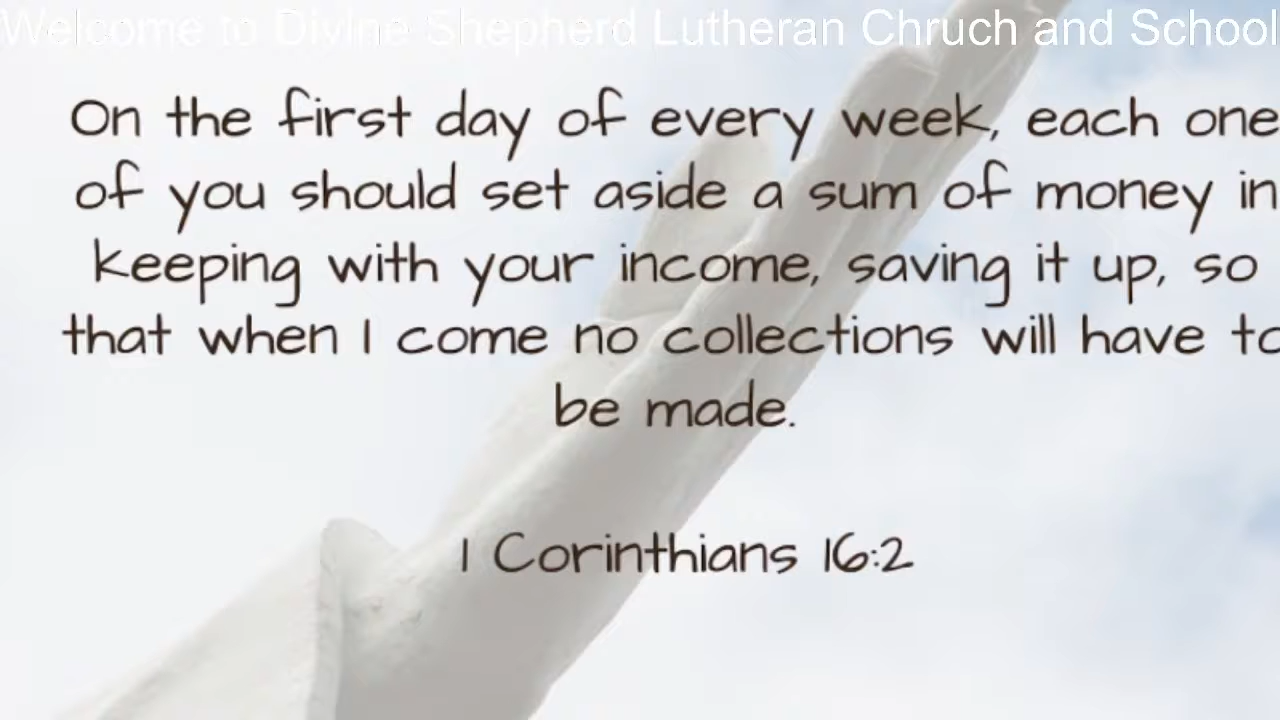 Welcome to Divine Shepherd Lutheran Chruch and School
On the first day of every week, each one
of you should set aside a sum of money in
keeping with your income, saving it up, so
that when I come no collections will have to
be made.
1 Corinthians 16:2